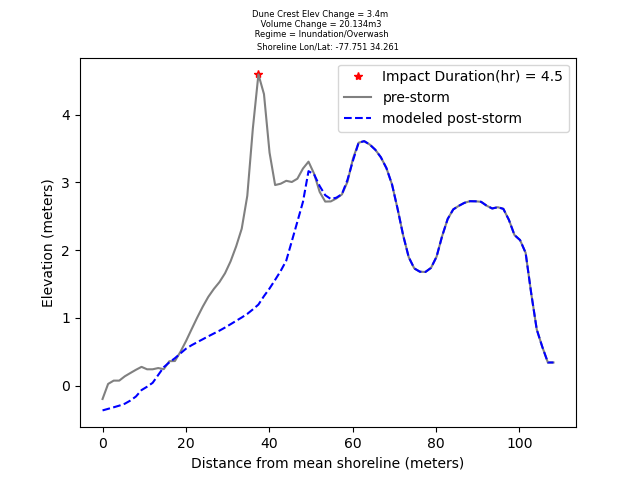 Dune Crest Elev Change = 3.4m
Volume Change = 20.134m3
Regime = Inundation/Overwash
Shoreline Lon/Lat: -77.751 34.261
Impact Duration(hr) = 4.5
pre-storm
modeled post-storm
Elevation (meters)
4
3
2
1
0
0 20 40 60 80 100
Distance from mean shoreline (meters)